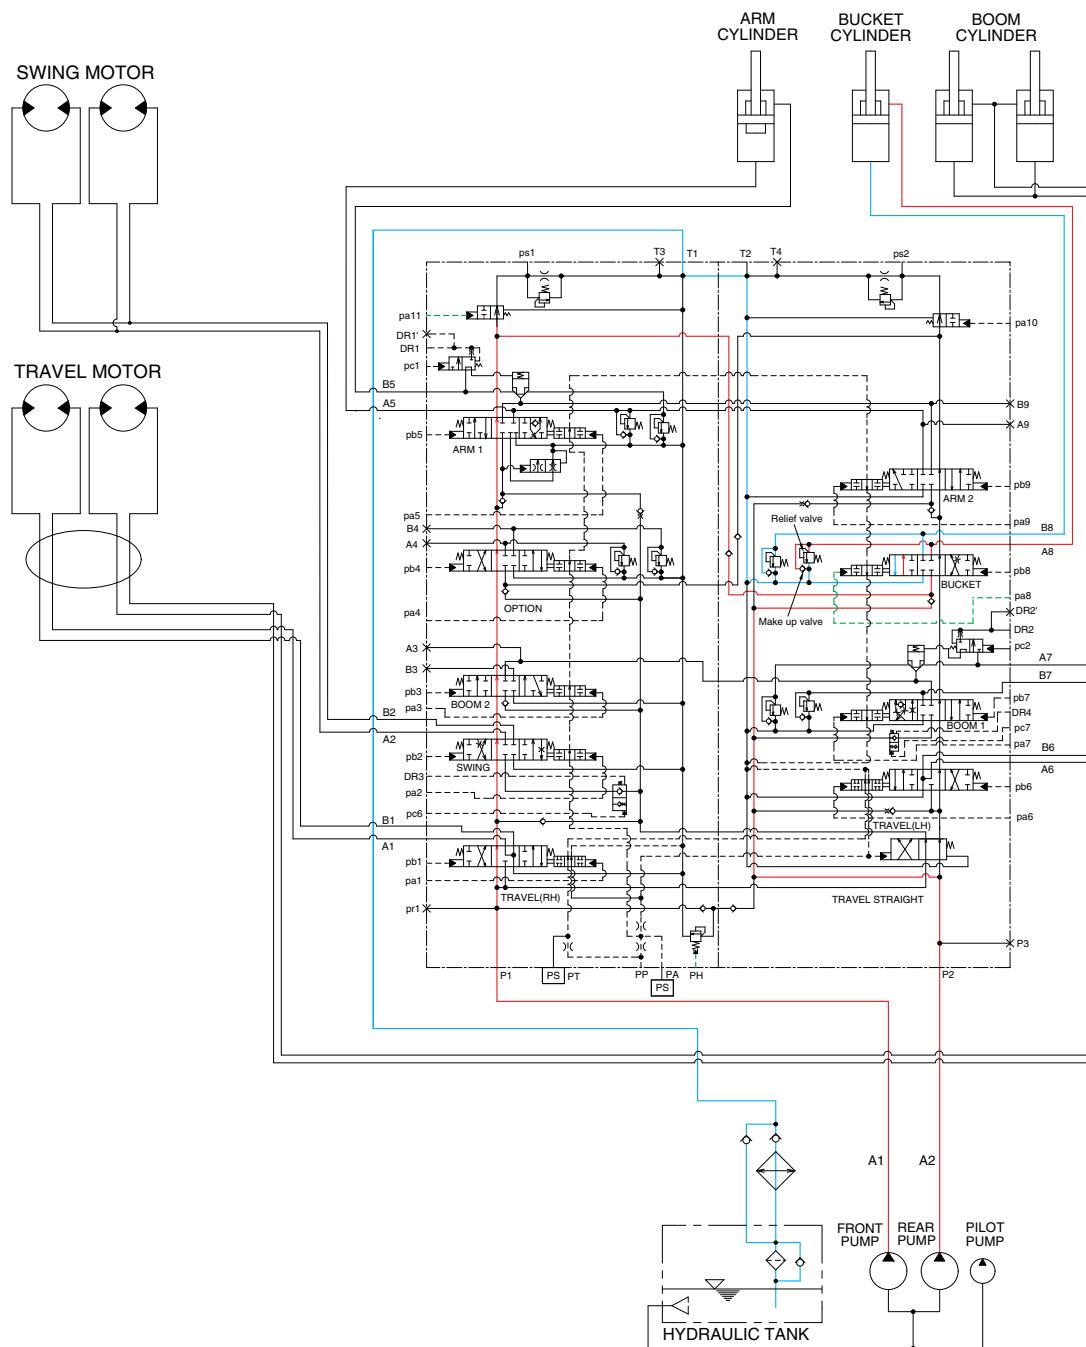 ARM
CYLINDER
BUCKET
CYLINDER
BOOM
CYLINDER
SWING MOTOR
TRAVEL MOTOR
ps1
T3
T1
T2
T4
ps2
pa11
pa10
DR1'
DR1
pc1
B5
A5
B9
A9
pb5
ARM 1
pb9
ARM 2
pa5
pa9
B4
Relief valve
B8
A4
A8
pb4
pb8
BUCKET
OPTION
pa8
pa4
Make up valve
DR2'
DR2
A3
pc2
A7
B3
B7
pb3
pb7
BOOM 2
pa3
DR4
B2
BOOM 1
pc7
A2
pa7
B6
pb2
SWING
A6
DR3
pb6
pa2
pc6
pa6
B1
TRAVEL(LH)
A1
pb1
pa1
TRAVEL(RH)
TRAVEL STRAIGHT
pr1
P3
P1
PS
PT
PP
PA
PH
P2
PS
A1
A2
FRONT
PUMP
REAR
PUMP
PILOT
PUMP
HYDRAULIC TANK